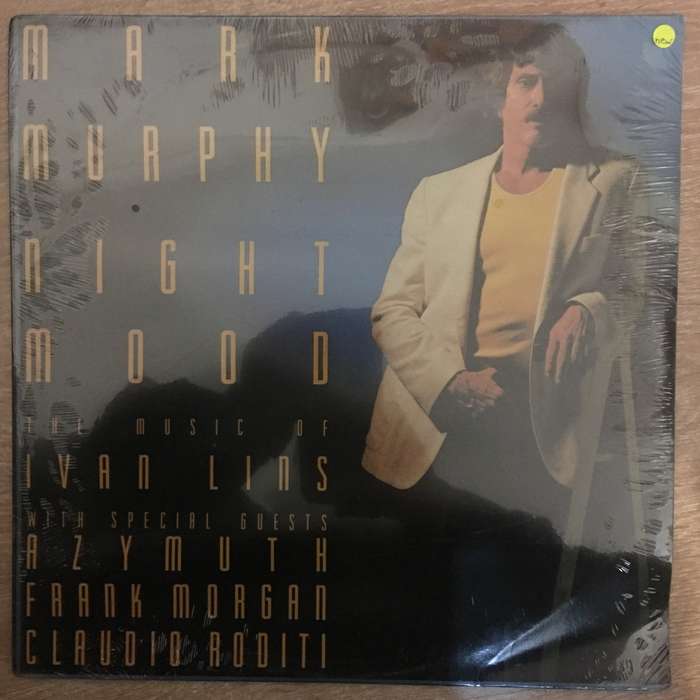 MARK
MURPHY
NIGHT
MOOD
THE MUSIC OF
IVAN LINS
WITH SPECIAL GUESTS
AZYMUTH
FRANK MORGAN
CLAUDIO RODITI
new